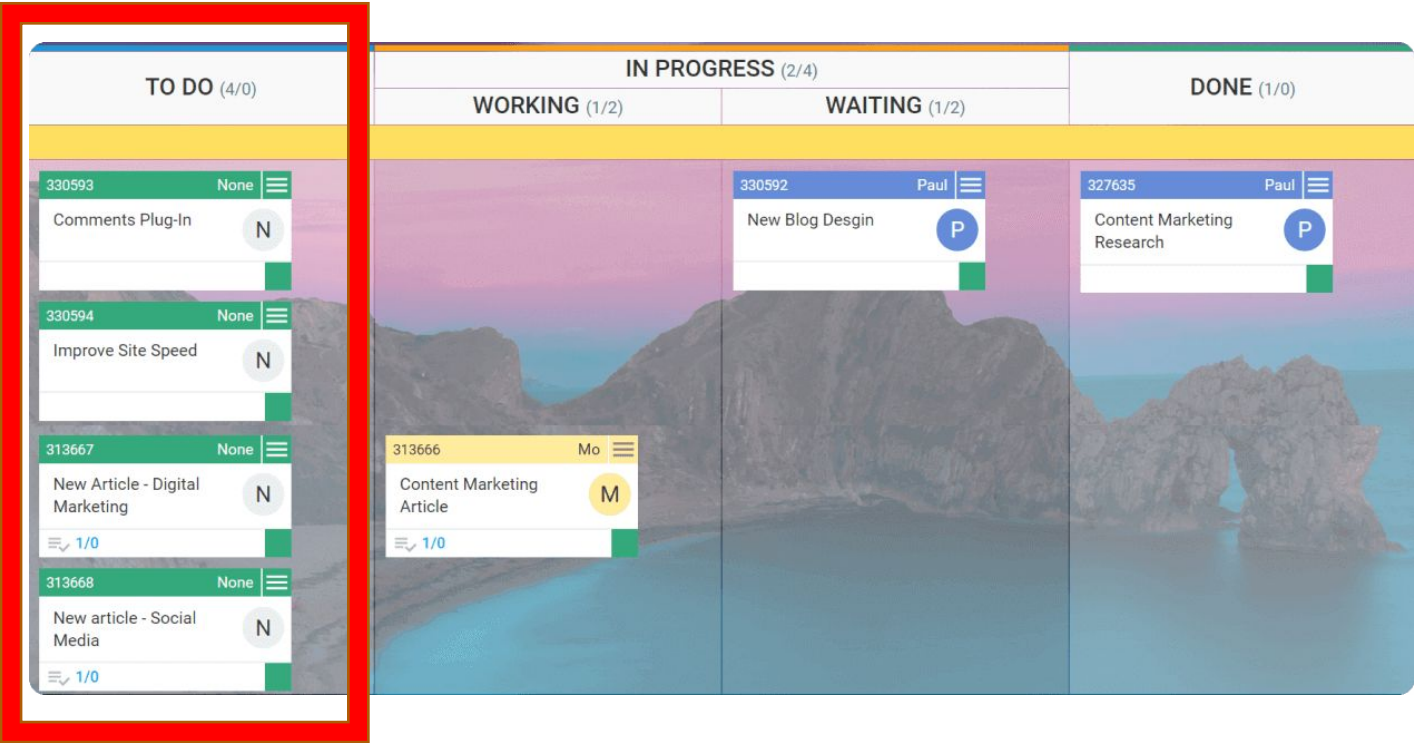 TO DO (4/0)
IN PROGRESS (2/4)
WORKING (1/2)
WAITING (1/2)
DONE (1/0)
330593 None
Comments Plug-In
N
330594 None
Improve Site Speed
N
313667 None
New Article - Digital
Marketing
N
1/0
313668 None
New article - Social
Media
N
1/0
313666 Mo
Content Marketing
Article
M
1/0
330592 Paul
New Blog Desgin
P
327635 Paul
Content Marketing
Research
P